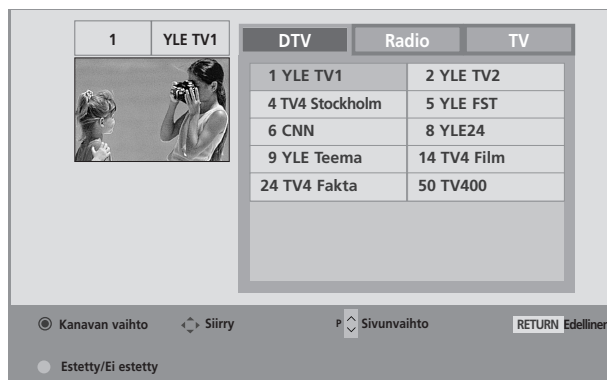 1 YLE TV1
DTV Radio TV
1 YLE TV1 2 YLE TV2
4 TV4 Stockholm 5 YLE FST
6 CNN 8 YLE24
9 YLE Teema 14 TV4 Film
24 TV4 Fakta 50 TV400
Kanavan vaihto Siirry P Sivunvaihto RETURN Edellinen
Estetty/Ei estetty